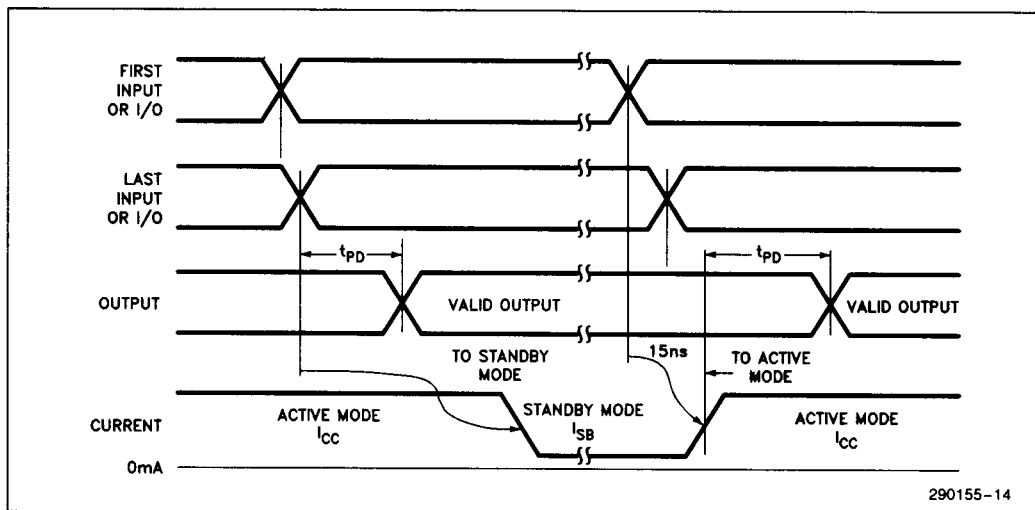 FIRST
INPUT
OR I/O
LAST
INPUT
OR I/O
tPD
tPD
OUTPUT
VALID OUTPUT
VALID OUTPUT
TO STANDBY
MODE
15ns
TO ACTIVE
MODE
CURRENT
ACTIVE MODE
ICC
STANDBY MODE
ISB
ACTIVE MODE
ICC
0mA
290155-14